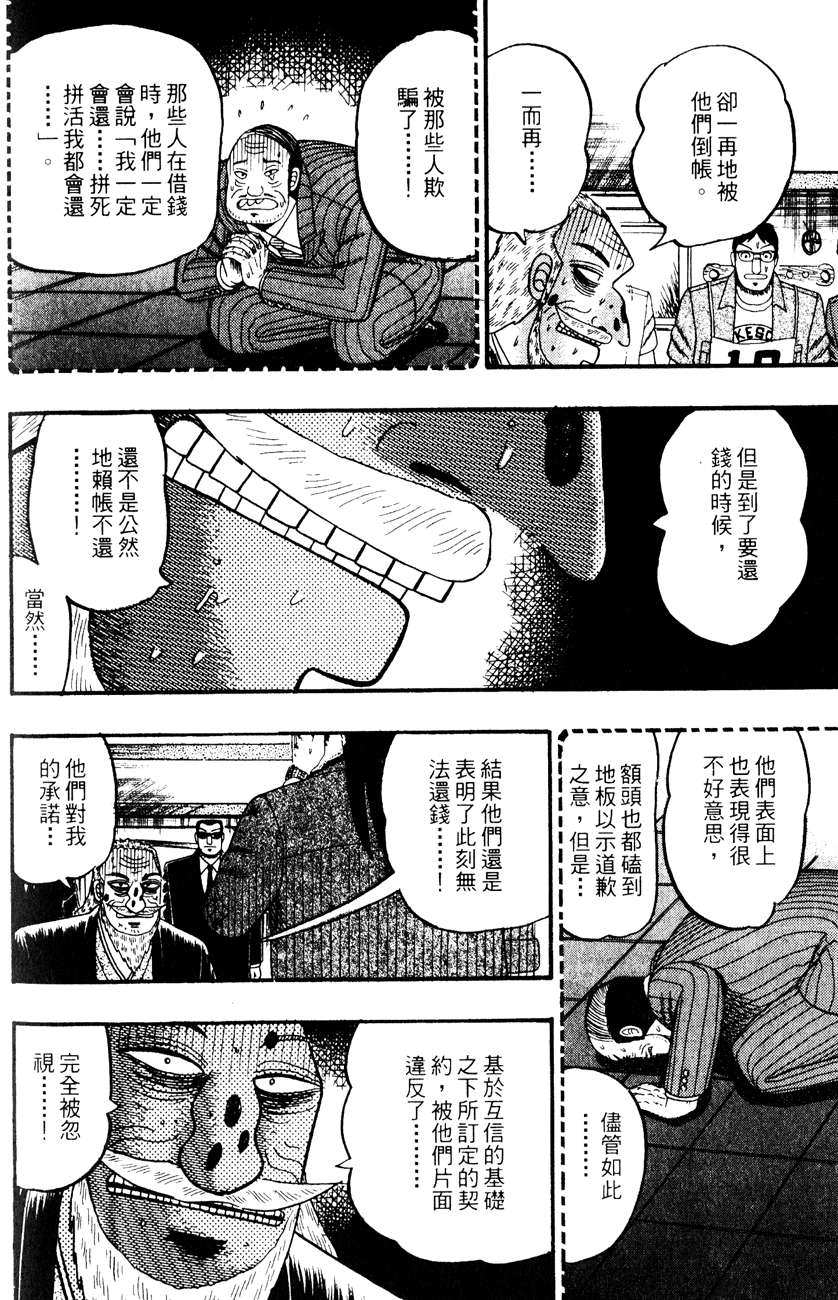 卻一再地被
他們倒帳。
一而再……
KEBO
10
被那些人欺
騙了……！
那些人在借錢
時，他們一定
會說「我一定
會還……拼死
拼活我都會還
……」。
但是到了要還
錢的時候，
還不是公然
地賴帳不還
………！
當然……
他們表面上
也表現得很
不好意思，
額頭也都磕到
地板以示道歉
之意，但是…
儘管如此
……
結果他們還是
表明了此刻無
法還錢……！
他們對我
的承諾…
基於互信的基礎
之下所訂定的契
約，被他們片面
違反了……
完全被忽
視……！